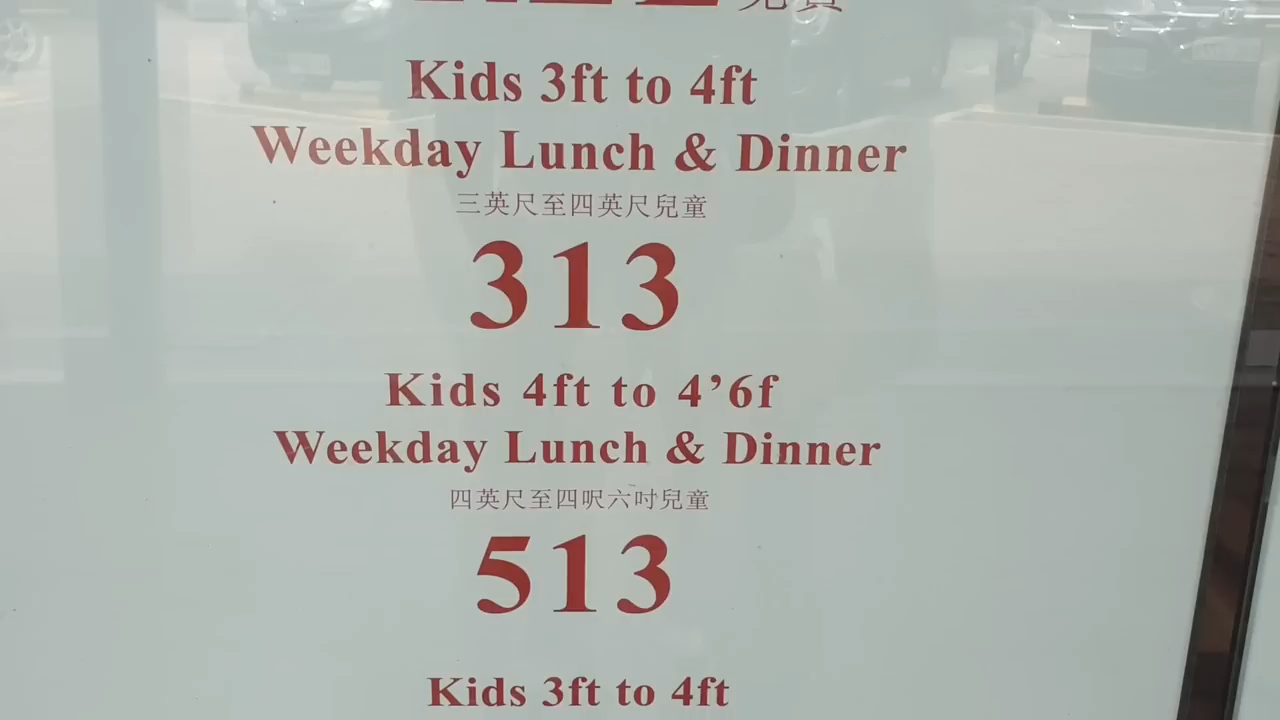 免費
Kids 3ft to 4ft
Weekday Lunch & Dinner
三英尺至四英尺兒童
313
Kids 4ft to 4’6f
Weekday Lunch & Dinner
四英尺至四呎六吋兒童
513
Kids 3ft to 4ft